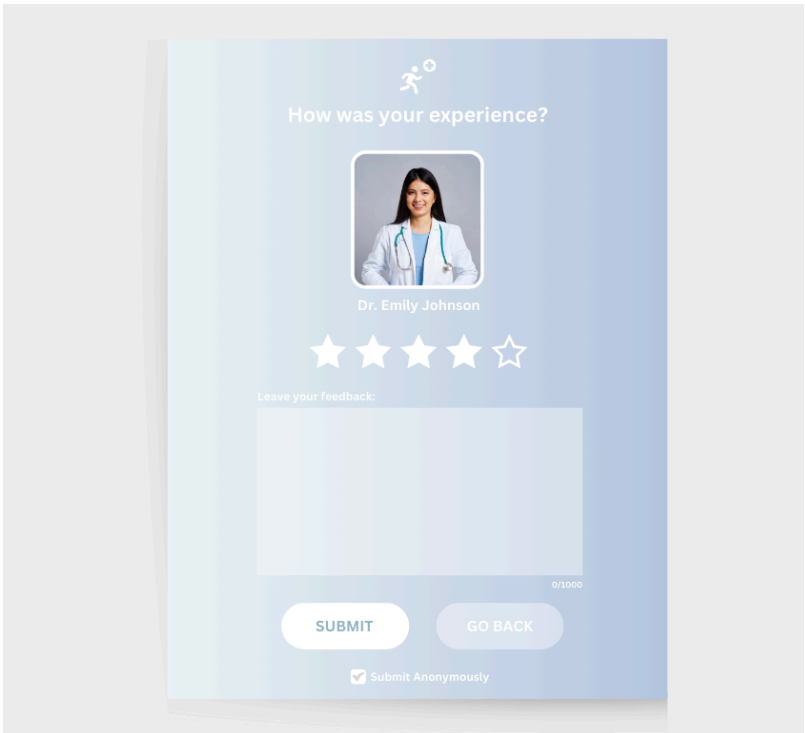 How was your experience?
Dr. Emily Johnson
Leave your feedback:
0/1000
SUBMIT
GO BACK
Submit Anonymously